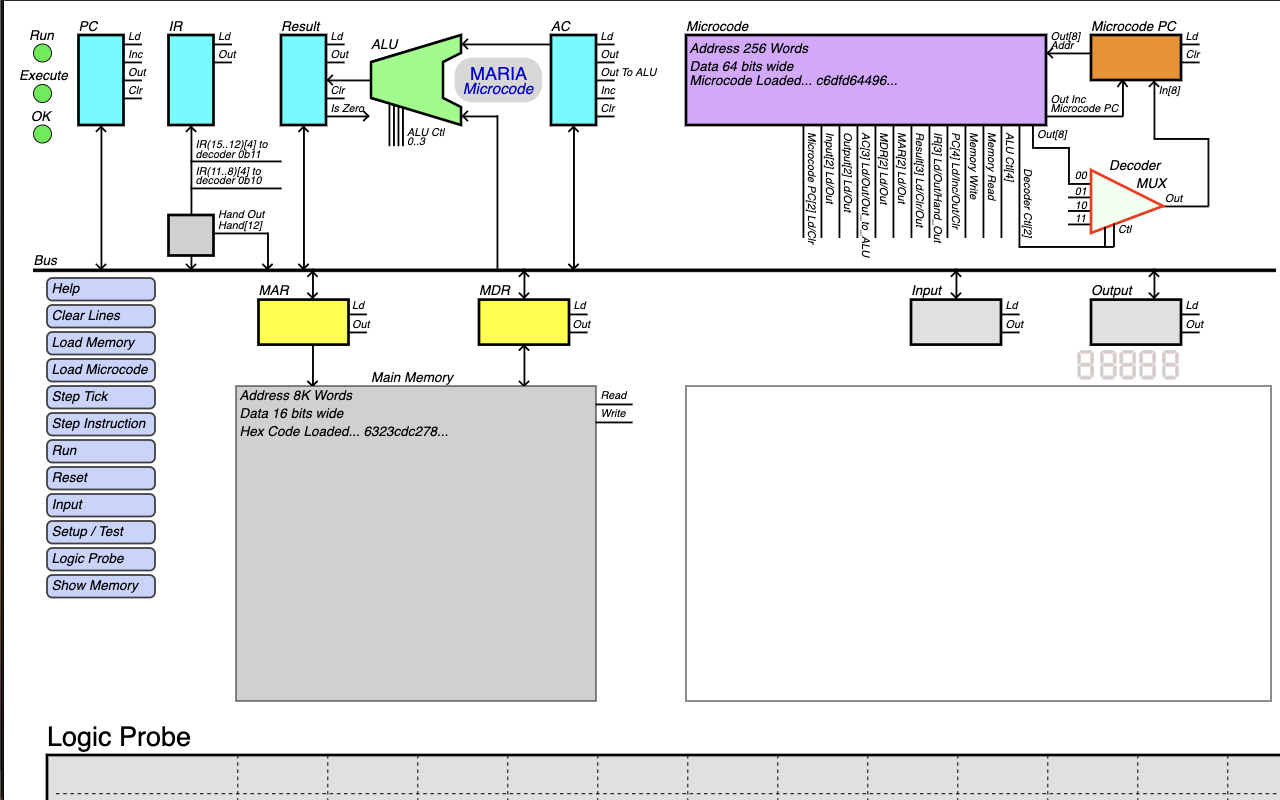 Run
Execute
OK
PC
Ld
Inc
Out
Clr
IR
Ld
Out
IR(15..12)[4] to
decoder 0b11
IR(11..8)[4] to
decoder 0b10
Hand Out
Hand[12]
Result
Ld
Out
Clr
Is Zero
ALU
ALU Ctl
0..3
MARIA
Microcode
AC
Ld
Out
Out To ALU
Inc
Clr
Microcode
Address 256 Words
Data 64 bits wide
Microcode Loaded... c6dfd64496...
Out[8]
Addr
Out Inc
Microcode PC
Microcode PC
Ld
Clr
In[8]
Out[8]
Microcode PC[2] Ld/Clr
Input[2] Ld/Out
Output[2] Ld/Out
AC[3] Ld/Out/Out_to_ALU
MDR[2] Ld/Out
MAR[2] Ld/Out
Result[3] Ld/Clr/Out
IR[3] Ld/Out/Hand_Out
PC[4] Ld/Inc/Out/Clr
Memory Write
Memory Read
ALU Ctl[4]
Decoder Ctl[2]
Decoder
MUX
00
01
10
11
Out
Ctl
Bus
Help
Clear Lines
Load Memory
Load Microcode
Step Tick
Step Instruction
Run
Reset
Input
Setup / Test
Logic Probe
Show Memory
MAR
Ld
Out
MDR
Ld
Out
Input
Ld
Out
Output
Ld
Out
Main Memory
Address 8K Words
Data 16 bits wide
Hex Code Loaded... 6323cdc278...
Read
Write
Logic Probe